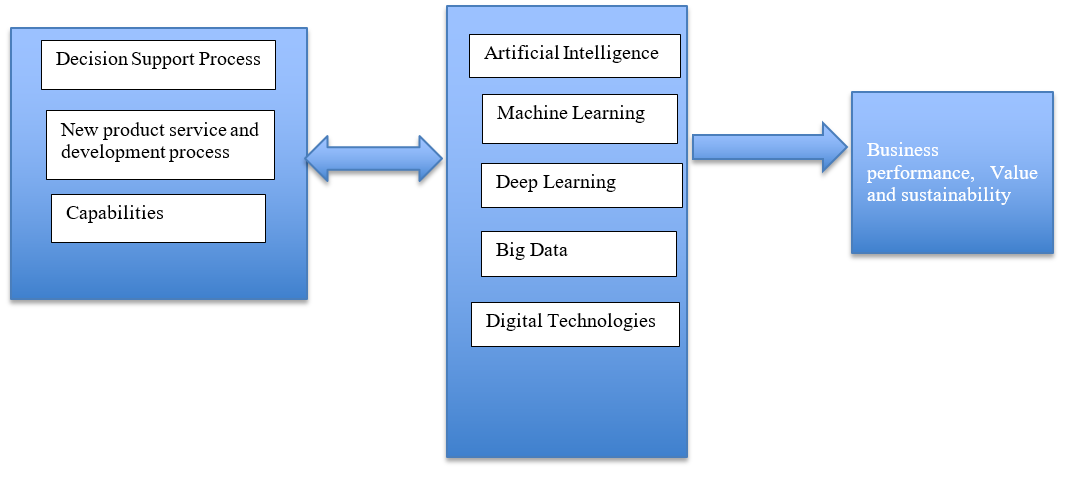 Decision Support Process
New product service and
development process
Capabilities
Artificial Intelligence
Machine Learning
Deep Learning
Big Data
Digital Technologies
Business
performance, Value
and sustainability